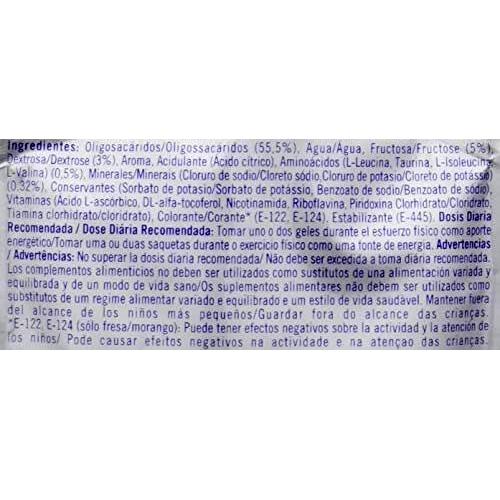 Ingredientes: Oligosacáridos/Oligossacáridos (55,5%), Agua/Água, Fructosa/Fructose (5%),
Dextrosa/Dextrose (3%), Aroma, Acidulante (Ácido cítrico), Aminoácidos (L-Leucina, Taurina, L-Isoleucina,
L-Valina) (0,5%), Minerales/Minerais (Cloruro de sodio/Cloreto sódio,Cloruro de potasio/Cloreto de potássio)
(0.32%), Conservantes (Sorbato de potasio/Sorbato de potássio, Benzoato de sodio/Benzoato de sódio),
Vitaminas (Ácido L-ascórbico, DL-alfa-tocoferol, Nicotinamida, Riboflavina, Piridoxina Clorhidrato/Cloridrato,
Tiamina clorhidrato/cloridrato), Colorante/Corante* (E-122, E-124), Estabilizante (E-445). Dosis Diaria
Recomendada / Dose Diária Recomendada: Tomar uno o dos geles durante el esfuerzo físico como aporte
energético/Tomar uma ou duas saquetas durante o exercicio físico como uma fonte de energia. Advertencias
/ Advertências: No superar la dosis diaria recomendada/ Não debe ser excedida a toma diária recomendada.
Los complementos alimenticios no deben ser utilizados como sustitutos de una alimentación variada y
equilibrada y de un modo de vida sano/Os suplementos alimentares não devem ser utilizados como
substitutos de um regime alimentar variado e equilibrado e um estilo de vida saudável. Mantener fuera
del alcance de los niños más pequeños/Guardar fora do alcance das crianças.
*E-122, E-124 (sólo fresa/morango): Puede tener efectos negativos sobre la actividad y la atención de
los niños/ Pode causar efeitos negativos na actividade e na atençao das crianças.